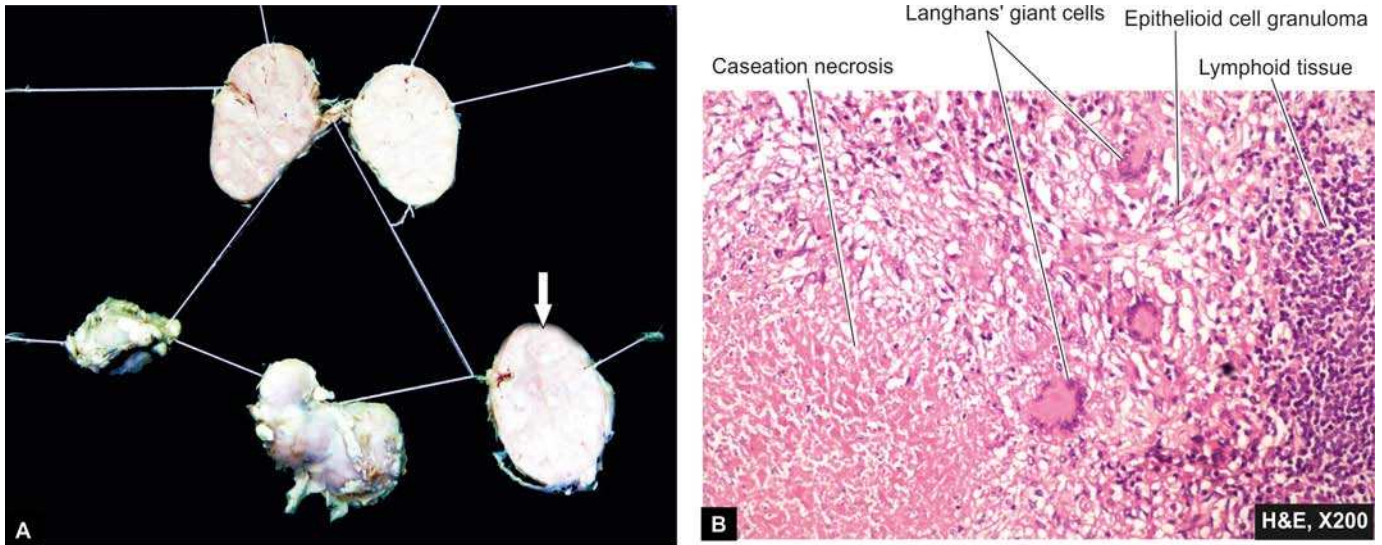 Langhans' giant cells
Epithelioid cell granuloma
Caseation necrosis
Lymphoid tissue
A
B
H&E, X200